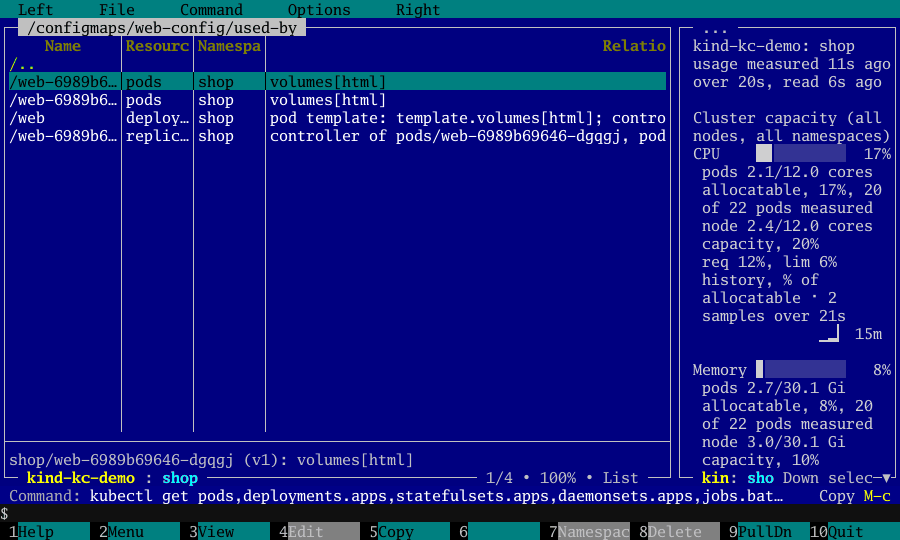 Left File Command Options Right
/configmaps/web-config/used-by
Name Resourc Namespa Relatio
/..
/web-6989b6… pods shop volumes[html]
/web-6989b6… pods shop volumes[html]
/web deploy… shop pod template: template.volumes[html]; contro
/web-6989b6… replic… shop controller of pods/web-6989b69646-dgqgj, pod
shop/web-6989b69646-dgqgj (v1): volumes[html]
kind-kc-demo : shop 1/4 • 100% • List
...
kind-kc-demo: shop
usage measured 11s ago
over 20s, read 6s ago
Cluster capacity (all
nodes, all namespaces)
CPU 17%
pods 2.1/12.0 cores
allocatable, 17%, 20
of 22 pods measured
node 2.4/12.0 cores
capacity, 20%
req 12%, lim 6%
history, % of
allocatable · 2
samples over 21s
15m
Memory 8%
pods 2.7/30.1 Gi
allocatable, 8%, 20
of 22 pods measured
node 3.0/30.1 Gi
capacity, 10%
kin: sho Down selec─▼
Command: kubectl get pods,deployments.apps,statefulsets.apps,daemonsets.apps,jobs.bat… Copy M-c
$
1Help 2Menu 3View 4Edit 5Copy 6 7Namespac 8Delete 9PullDn 10Quit